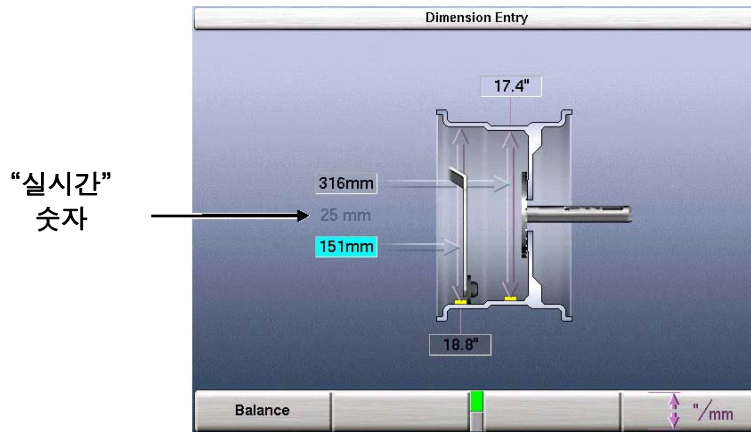 Dimension Entry
17.4"
“실시간”
숫자
316mm
25 mm
151mm
18.8"
Balance
"/mm